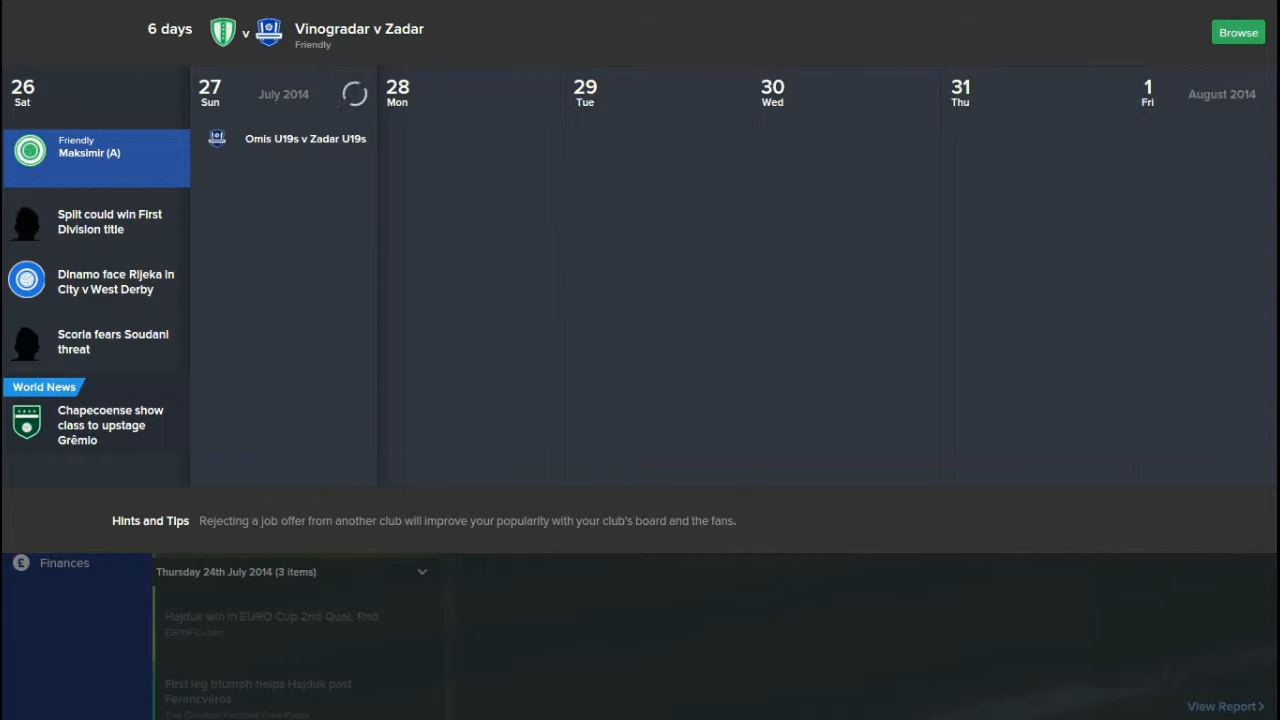 6 days
v
Vinogradar v Zadar
Friendly
Browse
26
Sat
27
Sun
July 2014
28
Mon
29
Tue
30
Wed
31
Thu
1
Fri
August 2014
Friendly
Maksimir (A)
Split could win First
Division title
Dinamo face Rijeka in
City v West Derby
Scoria fears Soudani
threat
World News
Chapecoense show
class to upstage
Grêmio
Omis U19s v Zadar U19s
Hints and Tips
Rejecting a job offer from another club will improve your popularity with your club's board and the fans.
£
Finances
Thursday 24th July 2014 (3 items)
Hajduk win in EURO Cup 2nd Qual. Rnd.
ESPNFC.com
First leg triumph helps Hajduk past
Ferencvéros
View Report